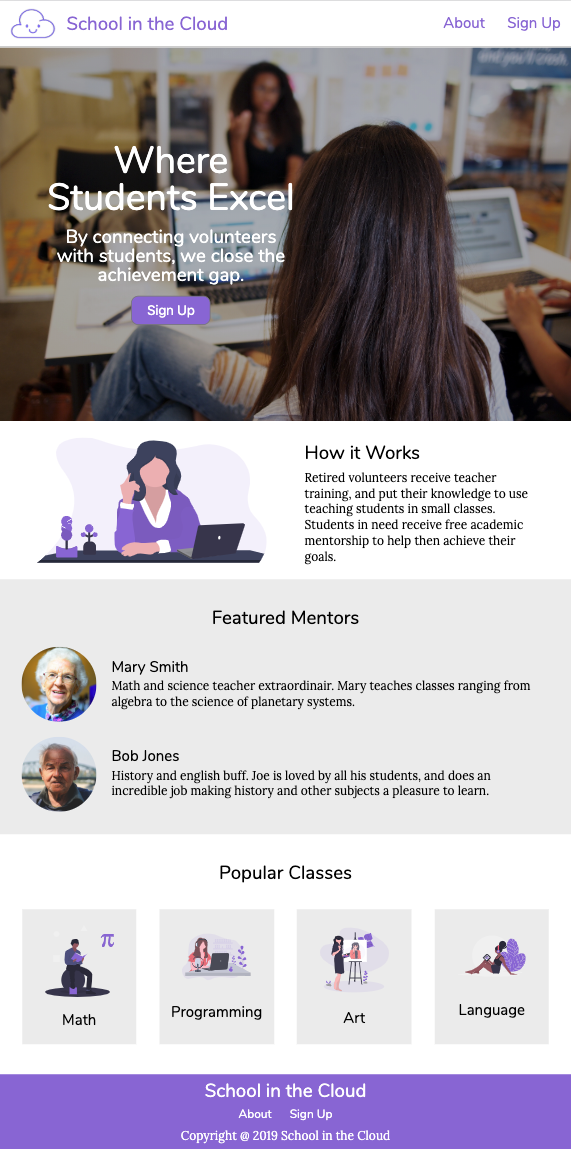 School in the Cloud
About Sign Up
and you'll crush
Where
Students Excel
By connecting volunteers
with students, we close the
achievement gap.
Sign Up
How it Works
Retired volunteers receive teacher
training, and put their knowledge to use
teaching students in small classes.
Students in need receive free academic
mentorship to help then achieve their
goals.
Featured Mentors
Mary Smith
Math and science teacher extraordinair. Mary teaches classes ranging from
algebra to the science of planetary systems.
Bob Jones
History and english buff. Joe is loved by all his students, and does an
incredible job making history and other subjects a pleasure to learn.
Popular Classes
π
Math
Programming
Art
Language
School in the Cloud
About Sign Up
Copyright @ 2019 School in the Cloud